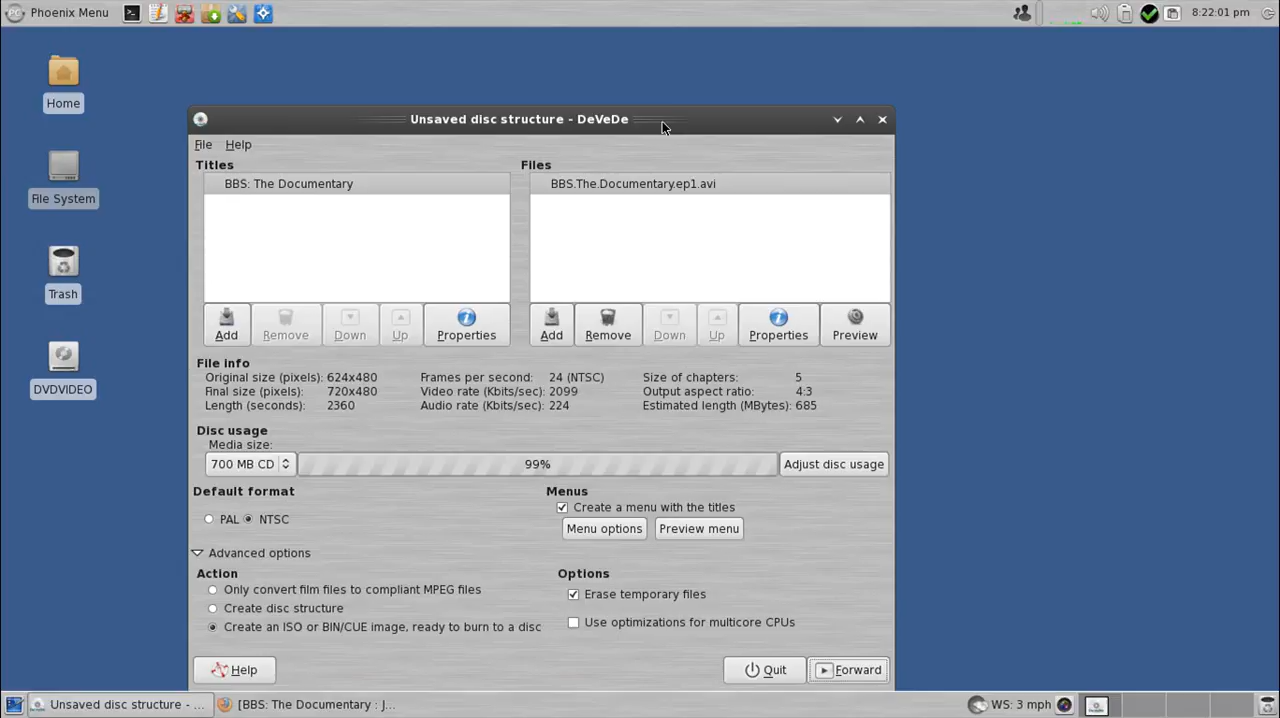 Phoenix Menu
8:22:01 pm
Home
File System
Trash
DVDVIDEO
Unsaved disc structure - DeVeDe
File Help
Titles Files
BBS: The Documentary BBS.The.Documentary.ep1.avi
Add Remove Down Up Properties Add Remove Down Up Properties Preview
File info
Original size (pixels): 624x480 Frames per second: 24 (NTSC) Size of chapters: 5
Final size (pixels): 720x480 Video rate (Kbits/sec): 2099 Output aspect ratio: 4:3
Length (seconds): 2360 Audio rate (Kbits/sec): 224 Estimated length (MBytes): 685
Disc usage
Media size:
700 MB CD 99% Adjust disc usage
Default format Menus
Create a menu with the titles
PAL NTSC
Menu options Preview menu
Advanced options
Action Options
Only convert film files to compliant MPEG files
Erase temporary files
Create disc structure
Use optimizations for multicore CPUs
Create an ISO or BIN/CUE image, ready to burn to a disc
Help Quit Forward
Unsaved disc structure - ... [BBS: The Documentary : J... WS: 3 mph